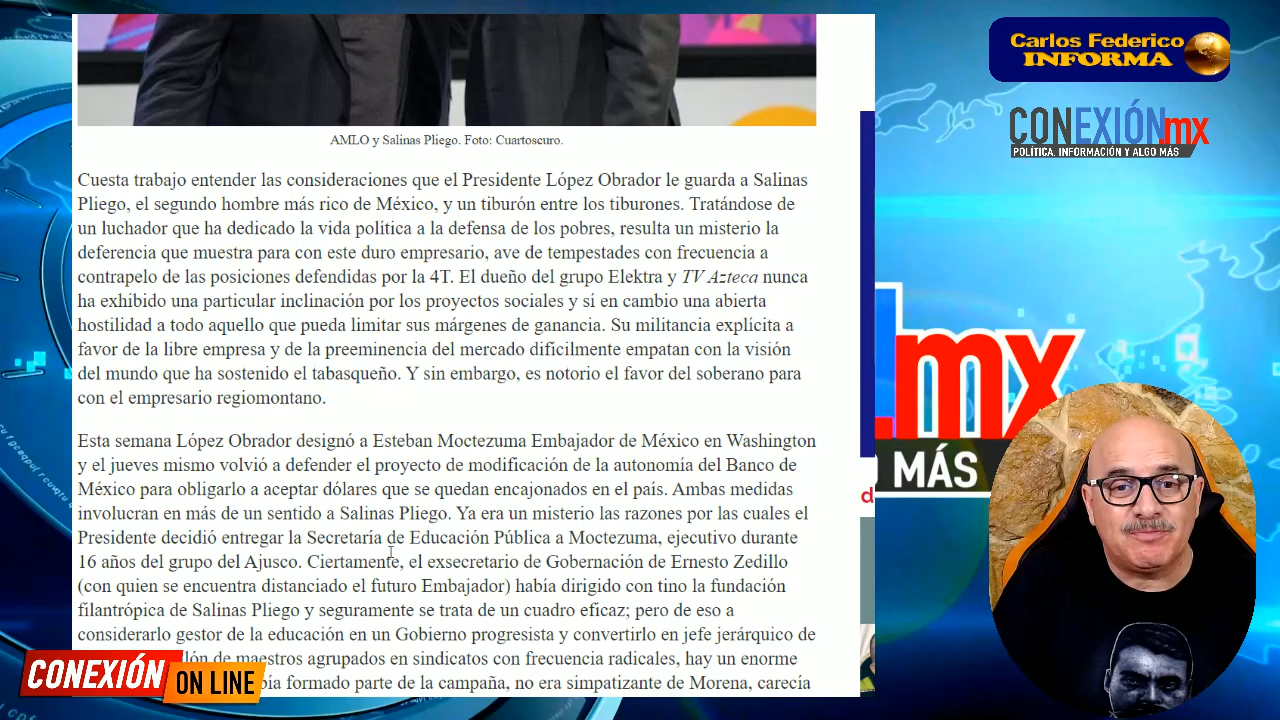 AMLO y Salinas Pliego. Foto: Cuartoscuro.
Cuesta trabajo entender las consideraciones que el Presidente López Obrador le guarda a Salinas
Pliego, el segundo hombre más rico de México, y un tiburón entre los tiburones. Tratándose de
un luchador que ha dedicado la vida política a la defensa de los pobres, resulta un misterio la
deferencia que muestra para con este duro empresario, ave de tempestades con frecuencia a
contrapelo de las posiciones defendidas por la 4T. El dueño del grupo Elektra y TV Azteca nunca
ha exhibido una particular inclinación por los proyectos sociales y sí en cambio una abierta
hostilidad a todo aquello que pueda limitar sus márgenes de ganancia. Su militancia explícita a
favor de la libre empresa y de la preeminencia del mercado difícilmente empatan con la visión
del mundo que ha sostenido el tabasqueño. Y sin embargo, es notorio el favor del soberano para
con el empresario regiomontano.
Esta semana López Obrador designó a Esteban Moctezuma Embajador de México en Washington
y el jueves mismo volvió a defender el proyecto de modificación de la autonomía del Banco de
México para obligarlo a aceptar dólares que se quedan encajonados en el país. Ambas medidas
involucran en más de un sentido a Salinas Pliego. Ya era un misterio las razones por las cuales el
Presidente decidió entregar la Secretaría de Educación Pública a Moctezuma, ejecutivo durante
16 años del grupo del Ajusco. Ciertamente, el exsecretario de Gobernación de Ernesto Zedillo
(con quien se encuentra distanciado el futuro Embajador) había dirigido con tino la fundación
filantrópica de Salinas Pliego y seguramente se trata de un cuadro eficaz; pero de eso a
considerarlo gestor de la educación en un Gobierno progresista y convertirlo en jefe jerárquico de
de maestros agrupados en sindicatos con frecuencia radicales, hay un enorme
formado parte de la campaña, no era simpatizante de Morena, carecía
CONEXIÓN
ON LINE
Carlos Federico
INFORMA
CONEXIÓN.mx
POLÍTICA. INFORMACIÓN Y ALGO MÁS
.mx
MÁS
d